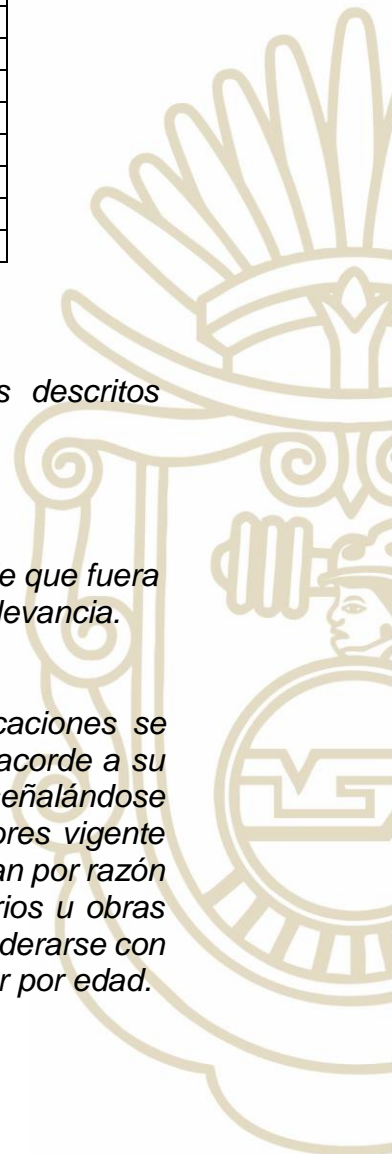 s descritos
e que fuera
levancia.
caciones se
acorde a su
eñalándose
ores vigente
an por razón
rios u obras
derarse con
r por edad.